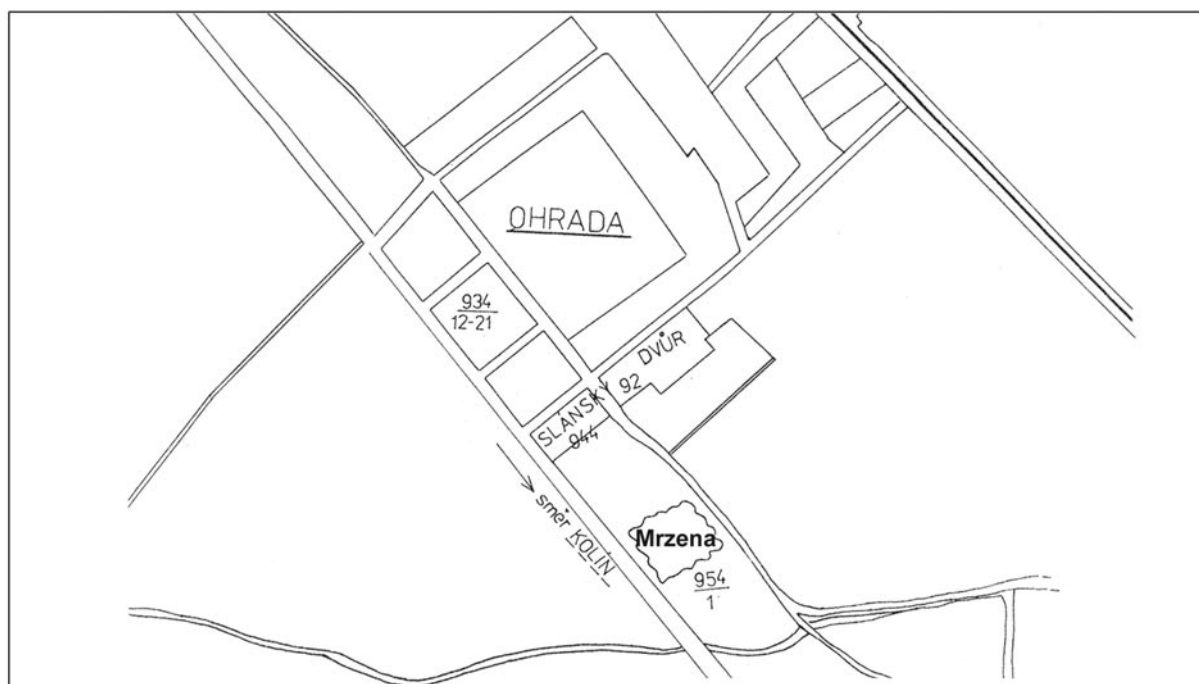 OHRADA
934
12-21
DVŮR
SLÁNSKÝ
92
944
směr KOLÍN
Mrzena
954
1